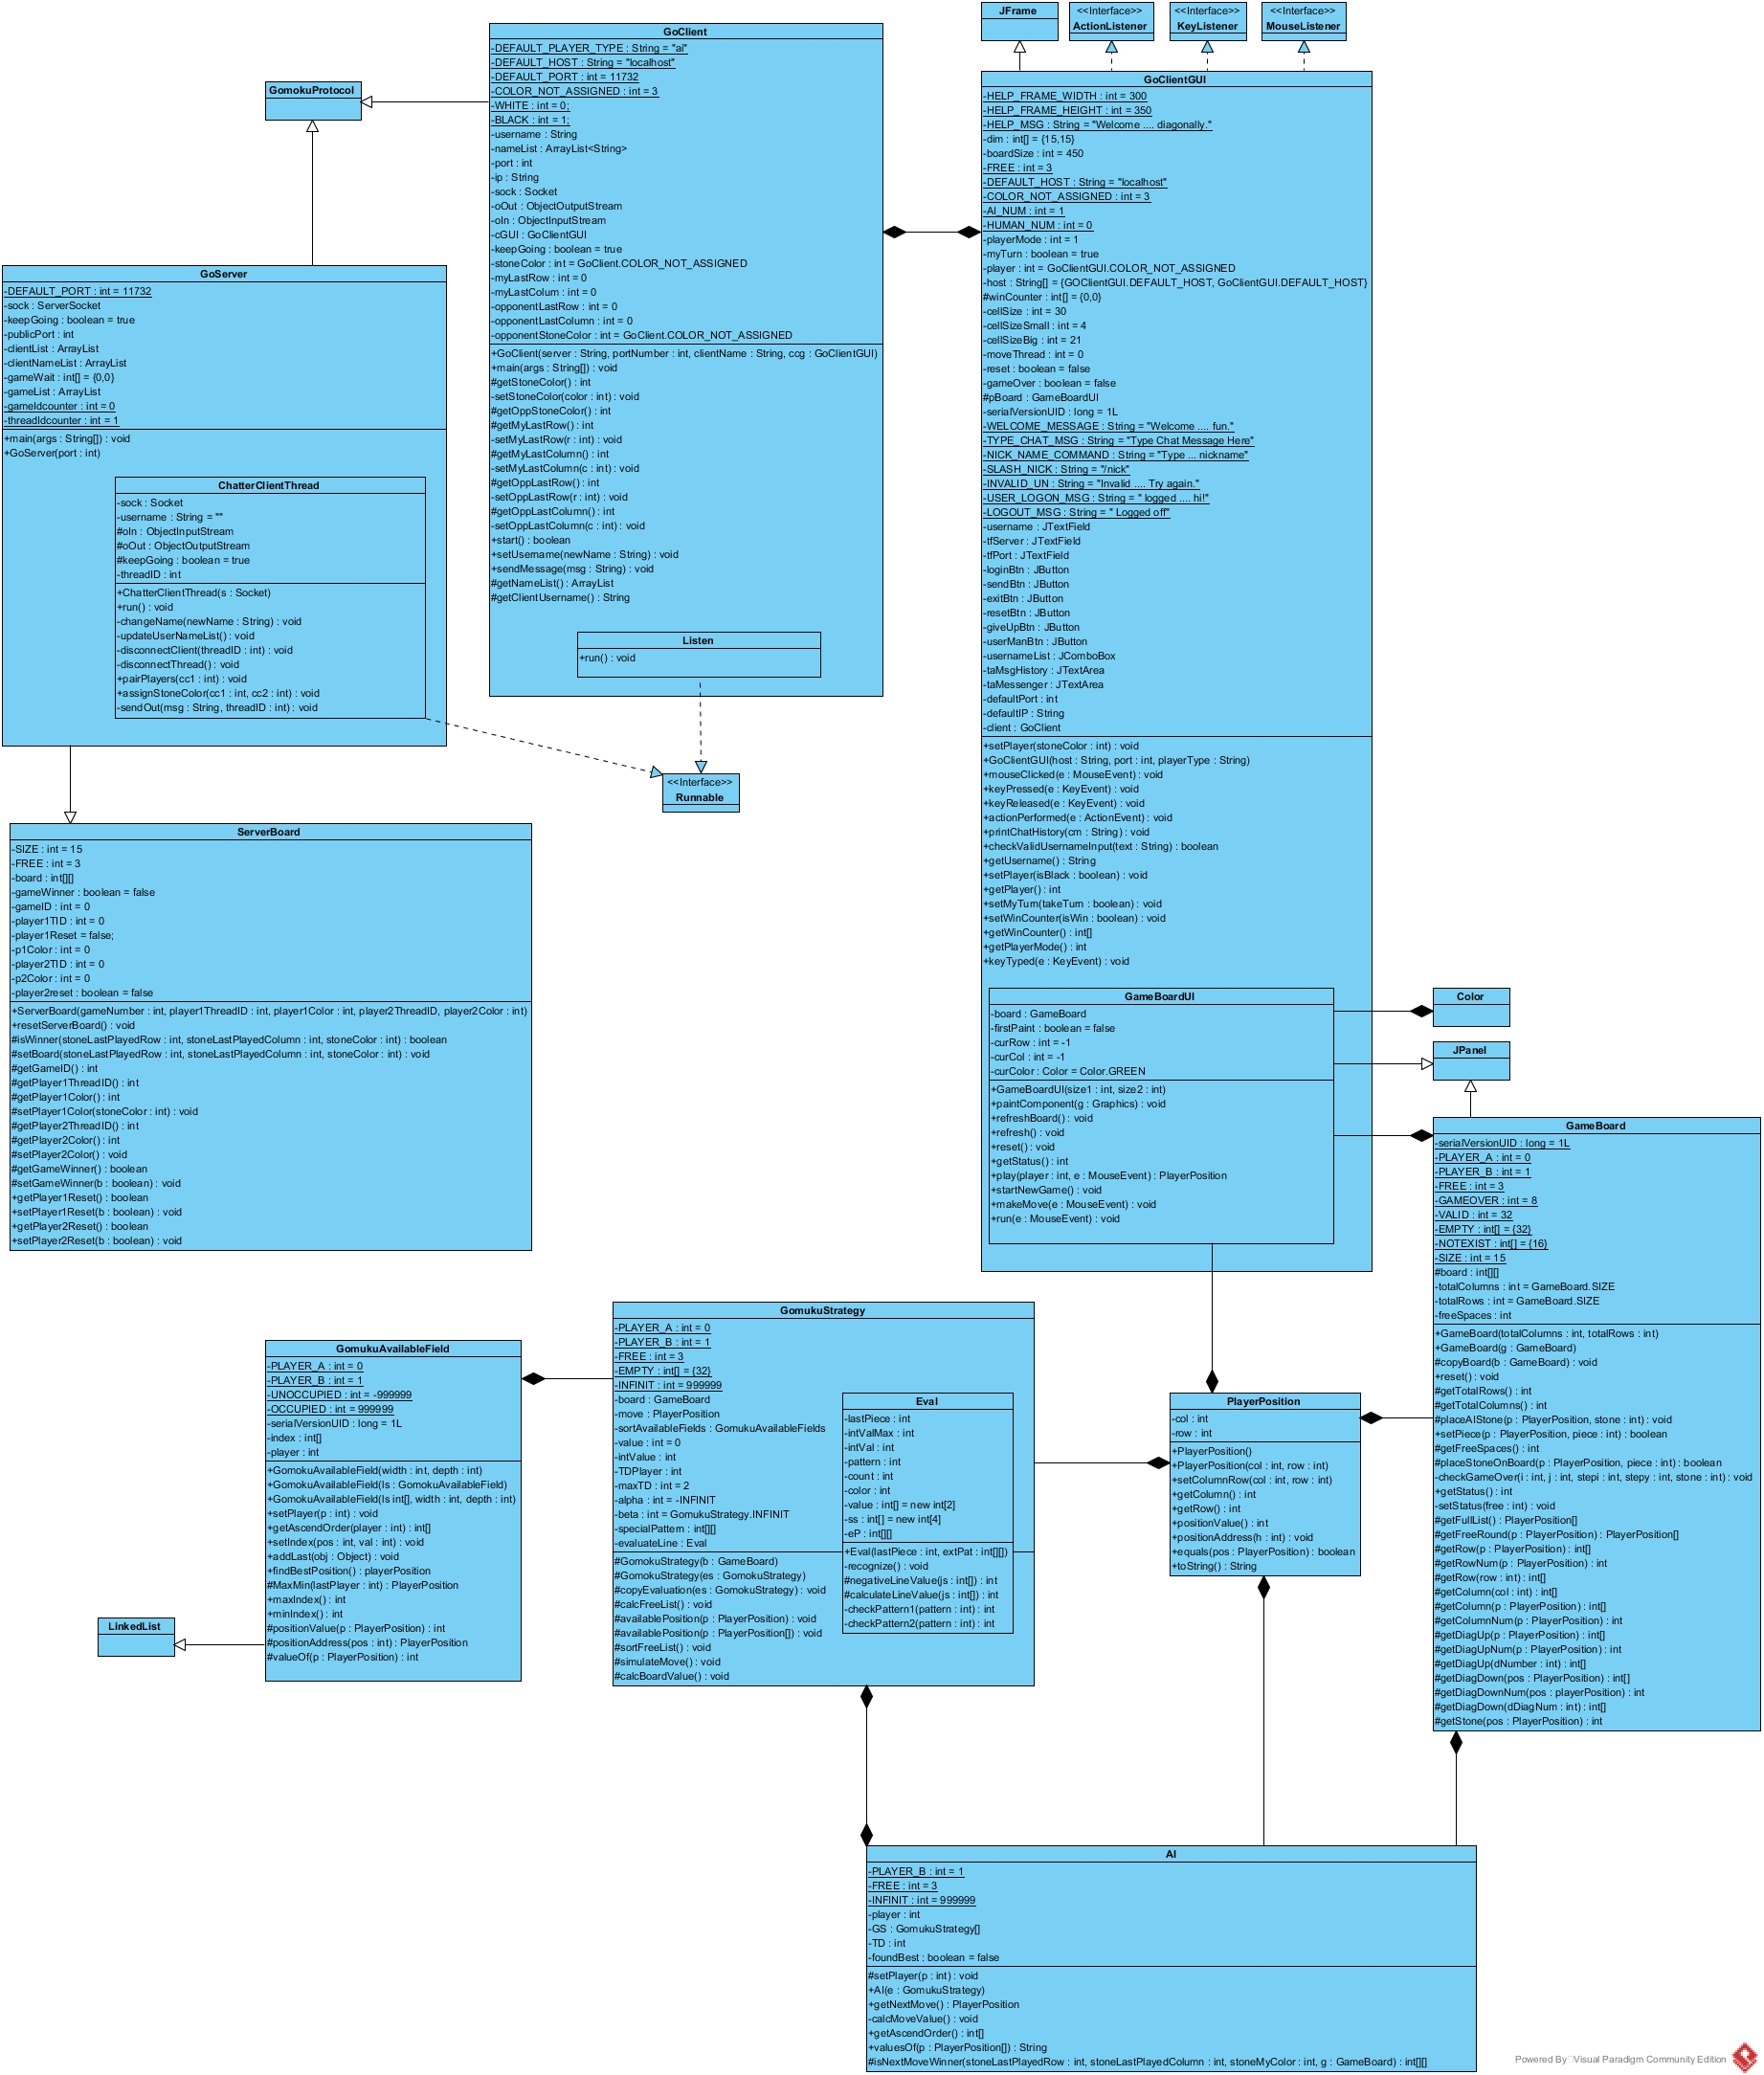 JFrame
<<Interface>>
ActionListener
<<Interface>>
KeyListener
<<Interface>>
MouseListener
GomokuProtocol
GoClient
-DEFAULT_PLAYER_TYPE : String = "ai"
-DEFAULT_HOST : String = "localhost"
-DEFAULT_PORT : int = 11732
-COLOR_NOT_ASSIGNED : int = 3
-WHITE : int = 0;
-BLACK : int = 1;
-username : String
-nameList : ArrayList<String>
-port : int
-ip : String
-sock : Socket
-oOut : ObjectOutputStream
-oIn : ObjectInputStream
-cGUI : GoClientGUI
-keepGoing : boolean = true
-stoneColor : int = GoClient.COLOR_NOT_ASSIGNED
-myLastRow : int = 0
-myLastColum : int = 0
-opponentLastRow : int = 0
-opponentLastColumn : int = 0
-opponentStoneColor : int = GoClient.COLOR_NOT_ASSIGNED
+GoClient(server : String, portNumber : int, clientName : String, ccg : GoClientGUI)
+main(args : String[]) : void
#getStoneColor() : int
-setStoneColor(color : int) : void
#getOppStoneColor() : int
#getMyLastRow() : int
-setMyLastRow(r : int) : void
#getMyLastColumn() : int
-setMyLastColumn(c : int) : void
#getOppLastRow() : int
-setOppLastRow(r : int) : void
#getOppLastColumn() : int
-setOppLastColumn(c : int) : void
+start() : boolean
+setUsername(newName : String) : void
+sendMessage(msg : String) : void
#getNameList() : ArrayList
#getClientUsername() : String
Listen
+run() : void
GoClientGUI
-HELP_FRAME_WIDTH : int = 300
-HELP_FRAME_HEIGHT : int = 350
-HELP_MSG : String = "Welcome .... diagonally."
-dim : int[] = {15,15}
-boardSize : int = 450
-FREE : int = 3
-DEFAULT_HOST : String = "localhost"
-COLOR_NOT_ASSIGNED : int = 3
-AI_NUM : int = 1
-HUMAN_NUM : int = 0
-playerMode : int = 1
-myTurn : boolean = true
-player : int = GoClientGUI.COLOR_NOT_ASSIGNED
-host : String[] = {GOClientGUI.DEFAULT_HOST, GoClientGUI.DEFAULT_HOST}
#winCounter : int[] = {0,0}
-cellSize : int = 30
-cellSizeSmall : int = 4
-cellSizeBig : int = 21
-moveThread : int = 0
-reset : boolean = false
-gameOver : boolean = false
#pBoard : GameBoardUI
-serialVersionUID : long = 1L
-WELCOME_MESSAGE : String = "Welcome .... fun."
-TYPE_CHAT_MSG : String = "Type Chat Message Here"
-NICK_NAME_COMMAND : String = "Type ... nickname"
-SLASH_NICK : String = "/nick"
-INVALID_UN : String = "Invalid .... Try again."
-USER_LOGON_MSG : String = " logged .... hi!"
-LOGOUT_MSG : String = " Logged off"
-username : JTextField
-tfServer : JTextField
-tfPort : JTextField
-loginBtn : JButton
-sendBtn : JButton
-exitBtn : JButton
-resetBtn : JButton
-giveUpBtn : JButton
-userManBtn : JButton
-usernameList : JComboBox
-taMsgHistory : JTextArea
-taMessenger : JTextArea
-defaultPort : int
-defaultIP : String
-client : GoClient
+setPlayer(stoneColor : int) : void
+GoClientGUI(host : String, port : int, playerType : String)
+mouseClicked(e : MouseEvent) : void
+keyPressed(e : KeyEvent) : void
+keyReleased(e : KeyEvent) : void
+actionPerformed(e : ActionEvent) : void
+printChatHistory(cm : String) : void
+checkValidUsernameInput(text : String) : boolean
+getUsername() : String
+setPlayer(isBlack : boolean) : void
+getPlayer() : int
+setMyTurn(takeTurn : boolean) : void
+setWinCounter(isWin : boolean) : void
+getWinCounter() : int[]
+getPlayerMode() : int
+keyTyped(e : KeyEvent) : void
GameBoardUI
-board : GameBoard
-firstPaint : boolean = false
-curRow : int = -1
-curCol : int = -1
-curColor : Color = Color.GREEN
+GameBoardUI(size1 : int, size2 : int)
+paintComponent(g : Graphics) : void
+refreshBoard() : void
+refresh() : void
+reset() : void
+getStatus() : int
+play(player : int, e : MouseEvent) : PlayerPosition
+startNewGame() : void
+makeMove(e : MouseEvent) : void
+run(e : MouseEvent) : void
GoServer
-DEFAULT_PORT : int = 11732
-sock : ServerSocket
-keepGoing : boolean = true
-publicPort : int
-clientList : ArrayList
-clientNameList : ArrayList
-gameWait : int[] = {0,0}
-gameList : ArrayList
-gameIdcounter : int = 0
-threadIdcounter : int = 1
+main(args : String[]) : void
+GoServer(port : int)
ChatterClientThread
-sock : Socket
-username : String = ""
#oIn : ObjectInputStream
#oOut : ObjectOutputStream
#keepGoing : boolean = true
-threadID : int
+ChatterClientThread(s : Socket)
+run() : void
-changeName(newName : String) : void
-updateUserNameList() : void
-disconnectClient(threadID : int) : void
-disconnectThread() : void
+pairPlayers(cc1 : int) : void
+assignStoneColor(cc1 : int, cc2 : int) : void
-sendOut(msg : String, threadID : int) : void
<<Interface>>
Runnable
ServerBoard
-SIZE : int = 15
-FREE : int = 3
-board : int[][]
-gameWinner : boolean = false
-gameID : int = 0
-player1TID : int = 0
-player1Reset = false;
-p1Color : int = 0
-player2TID : int = 0
-p2Color : int = 0
-player2reset : boolean = false
+ServerBoard(gameNumber : int, player1ThreadID : int, player1Color : int, player2ThreadID, player2Color : int)
+resetServerBoard() : void
#isWinner(stoneLastPlayedRow : int, stoneLastPlayedColumn : int, stoneColor : int) : boolean
#setBoard(stoneLastPlayedRow : int, stoneLastPlayedColumn : int, stoneColor : int) : void
#getGameID() : int
#getPlayer1ThreadID() : int
#getPlayer1Color() : int
#setPlayer1Color(stoneColor : int) : void
#getPlayer2ThreadID() : int
#getPlayer2Color() : int
#setPlayer2Color() : void
#getGameWinner() : boolean
#setGameWinner(b : boolean) : void
+getPlayer1Reset() : boolean
+setPlayer1Reset(b : boolean) : void
+getPlayer2Reset() : boolean
+setPlayer2Reset(b : boolean) : void
Color
JPanel
GameBoard
-serialVersionUID : long = 1L
-PLAYER_A : int = 0
-PLAYER_B : int = 1
-FREE : int = 3
-GAMEOVER : int = 8
-VALID : int = 32
-EMPTY : int[] = {32}
-NOTEXIST : int[] = {16}
-SIZE : int = 15
#board : int[][]
-totalColumns : int = GameBoard.SIZE
-totalRows : int = GameBoard.SIZE
-freeSpaces : int
+GameBoard(totalColumns : int, totalRows : int)
+GameBoard(g : GameBoard)
#copyBoard(b : GameBoard) : void
+reset() : void
#getTotalRows() : int
#getTotalColumns() : int
#placeAIStone(p : PlayerPosition, stone : int) : void
+setPiece(p : PlayerPosition, piece : int) : boolean
#getFreeSpaces() : int
#placeStoneOnBoard(p : PlayerPosition, piece : int) : boolean
-checkGameOver(i : int, j : int, stepi : int, stepy : int, stone : int) : void
+getStatus() : int
-setStatus(free : int) : void
#getFullList() : PlayerPosition[]
#getFreeRound(p : PlayerPosition) : PlayerPosition[]
#getRow(p : PlayerPosition) : int[]
#getRowNum(p : PlayerPosition) : int
#getRow(row : int) : int[]
#getColumn(col : int) : int[]
#getColumn(p : PlayerPosition) : int[]
#getColumnNum(p : PlayerPosition) : int
#getDiagUp(p : PlayerPosition) : int[]
#getDiagUpNum(p : PlayerPosition) : int
#getDiagUp(dNumber : int) : int[]
#getDiagDown(pos : PlayerPosition) : int[]
#getDiagDownNum(pos : playerPosition) : int
#getDiagDown(dDiagNum : int) : int[]
#getStone(pos : PlayerPosition) : int
GomukuStrategy
-PLAYER_A : int = 0
-PLAYER_B : int = 1
-FREE : int = 3
-EMPTY : int[] = {32}
-INFINIT : int = 999999
-board : GameBoard
-move : PlayerPosition
-sortAvailableFields : GomukuAvailableFields
-value : int = 0
-intValue : int
-TDPlayer : int
-maxTD : int = 2
-alpha : int = -INFINIT
-beta : int = GomukuStrategy.INFINIT
-specialPattern : int[][]
-evaluateLine : Eval
#GomokuStrategy(b : GameBoard)
#GomokuStrategy(es : GomokuStrategy)
#copyEvaluation(es : GomokuStrategy) : void
#calcFreeList() : void
#availablePosition(p : PlayerPosition) : void
#availablePosition(p : PlayerPosition[]) : void
#sortFreeList() : void
#simulateMove() : void
#calcBoardValue() : void
Eval
-lastPiece : int
-intValMax : int
-intVal : int
-pattern : int
-count : int
-color : int
-value : int[] = new int[2]
-ss : int[] = new int[4]
-eP : int[][]
+Eval(lastPiece : int, extPat : int[][])
-recognize() : void
#negativeLineValue(js : int[]) : int
#calculateLineValue(js : int[]) : int
-checkPattern1(pattern : int) : int
-checkPattern2(pattern : int) : int
GomukuAvailableField
-PLAYER_A : int = 0
-PLAYER_B : int = 1
-UNOCCUPIED : int = -999999
-OCCUPIED : int = 999999
-serialVersionUID : long = 1L
-index : int[]
-player : int
+GomokuAvailableField(width : int, depth : int)
+GomokuAvailableField(ls : GomokuAvailableField)
+GomokuAvailableField(ls int[], width : int, depth : int)
+setPlayer(p : int) : void
+getAscendOrder(player : int) : int[]
+setIndex(pos : int, val : int) : void
+addLast(obj : Object) : void
+findBestPosition() : playerPosition
#MaxMin(lastPlayer : int) : PlayerPosition
+maxIndex() : int
+minIndex() : int
#positionValue(p : PlayerPosition) : int
#positionAddress(pos : int) : PlayerPosition
#valueOf(p : PlayerPosition) : int
LinkedList
PlayerPosition
-col : int
-row : int
+PlayerPosition()
+PlayerPosition(col : int, row : int)
+setColumnRow(col : int, row : int)
+getColumn() : int
+getRow() : int
+positionValue() : int
+positionAddress(h : int) : void
+equals(pos : PlayerPosition) : boolean
+toString() : String
AI
-PLAYER_B : int = 1
-FREE : int = 3
-INFINIT : int = 999999
-player : int
-GS : GomukuStrategy[]
-TD : int
-foundBest : boolean = false
#setPlayer(p : int) : void
+AI(e : GomukuStrategy)
+getNextMove() : PlayerPosition
-calcMoveValue() : void
+getAscendOrder() : int[]
+valuesOf(p : PlayerPosition[]) : String
#isNextMoveWinner(stoneLastPlayedRow : int, stoneLastPlayedColumn : int, stoneMyColor : int, g : GameBoard) : int[][]
Powered By Visual Paradigm Community Edition